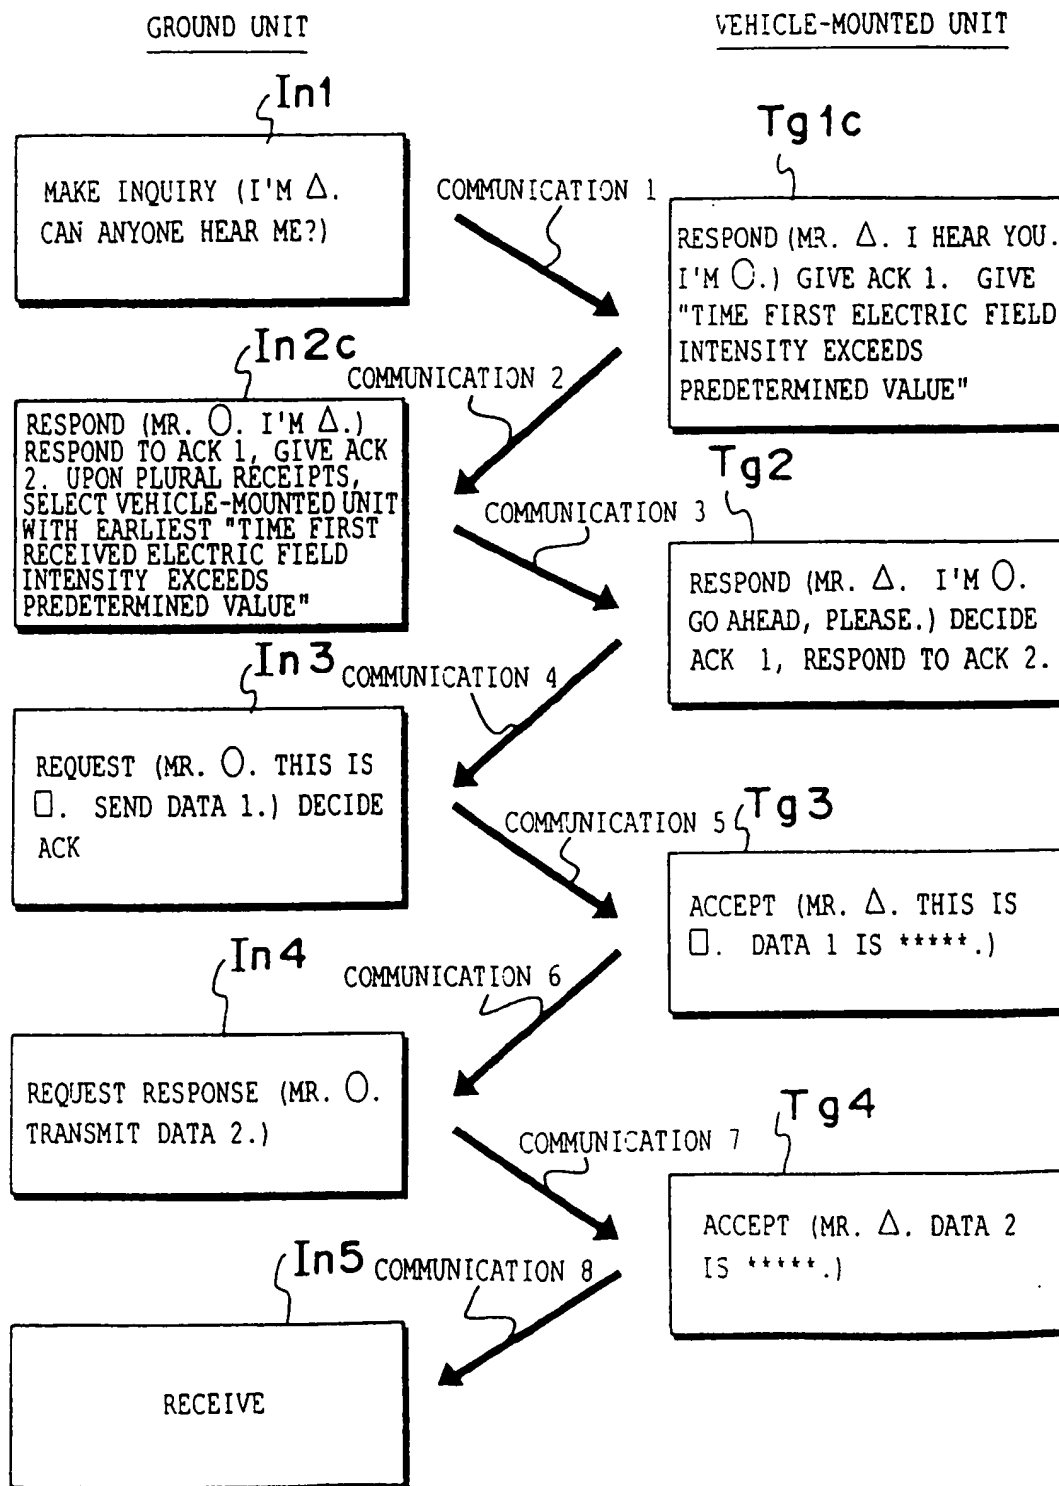 GROUND UNIT
VEHICLE-MOUNTED UNIT
In1
MAKE INQUIRY (I'M △.
CAN ANYONE HEAR ME?)
COMMUNICATION 1
Tg1c
RESPOND (MR. △. I HEAR YOU.
I'M ○.) GIVE ACK 1. GIVE
"TIME FIRST ELECTRIC FIELD
INTENSITY EXCEEDS
PREDETERMINED VALUE"
COMMUNICATION 2
In2c
RESPOND (MR. ○. I'M △.)
RESPOND TO ACK 1, GIVE ACK
2. UPON PLURAL RECEIPTS,
SELECT VEHICLE-MOUNTED UNIT
WITH EARLIEST "TIME FIRST
RECEIVED ELECTRIC FIELD
INTENSITY EXCEEDS
PREDETERMINED VALUE"
COMMUNICATION 3
Tg2
RESPOND (MR. △. I'M ○.
GO AHEAD, PLEASE.) DECIDE
ACK 1, RESPOND TO ACK 2.
COMMUNICATION 4
In3
REQUEST (MR. ○. THIS IS
□. SEND DATA 1.) DECIDE
ACK
COMMUNICATION 5
Tg3
ACCEPT (MR. △. THIS IS
□. DATA 1 IS *****.)
COMMUNICATION 6
In4
REQUEST RESPONSE (MR. ○.
TRANSMIT DATA 2.)
COMMUNICATION 7
Tg4
ACCEPT (MR. △. DATA 2
IS *****.)
COMMUNICATION 8
In5
RECEIVE